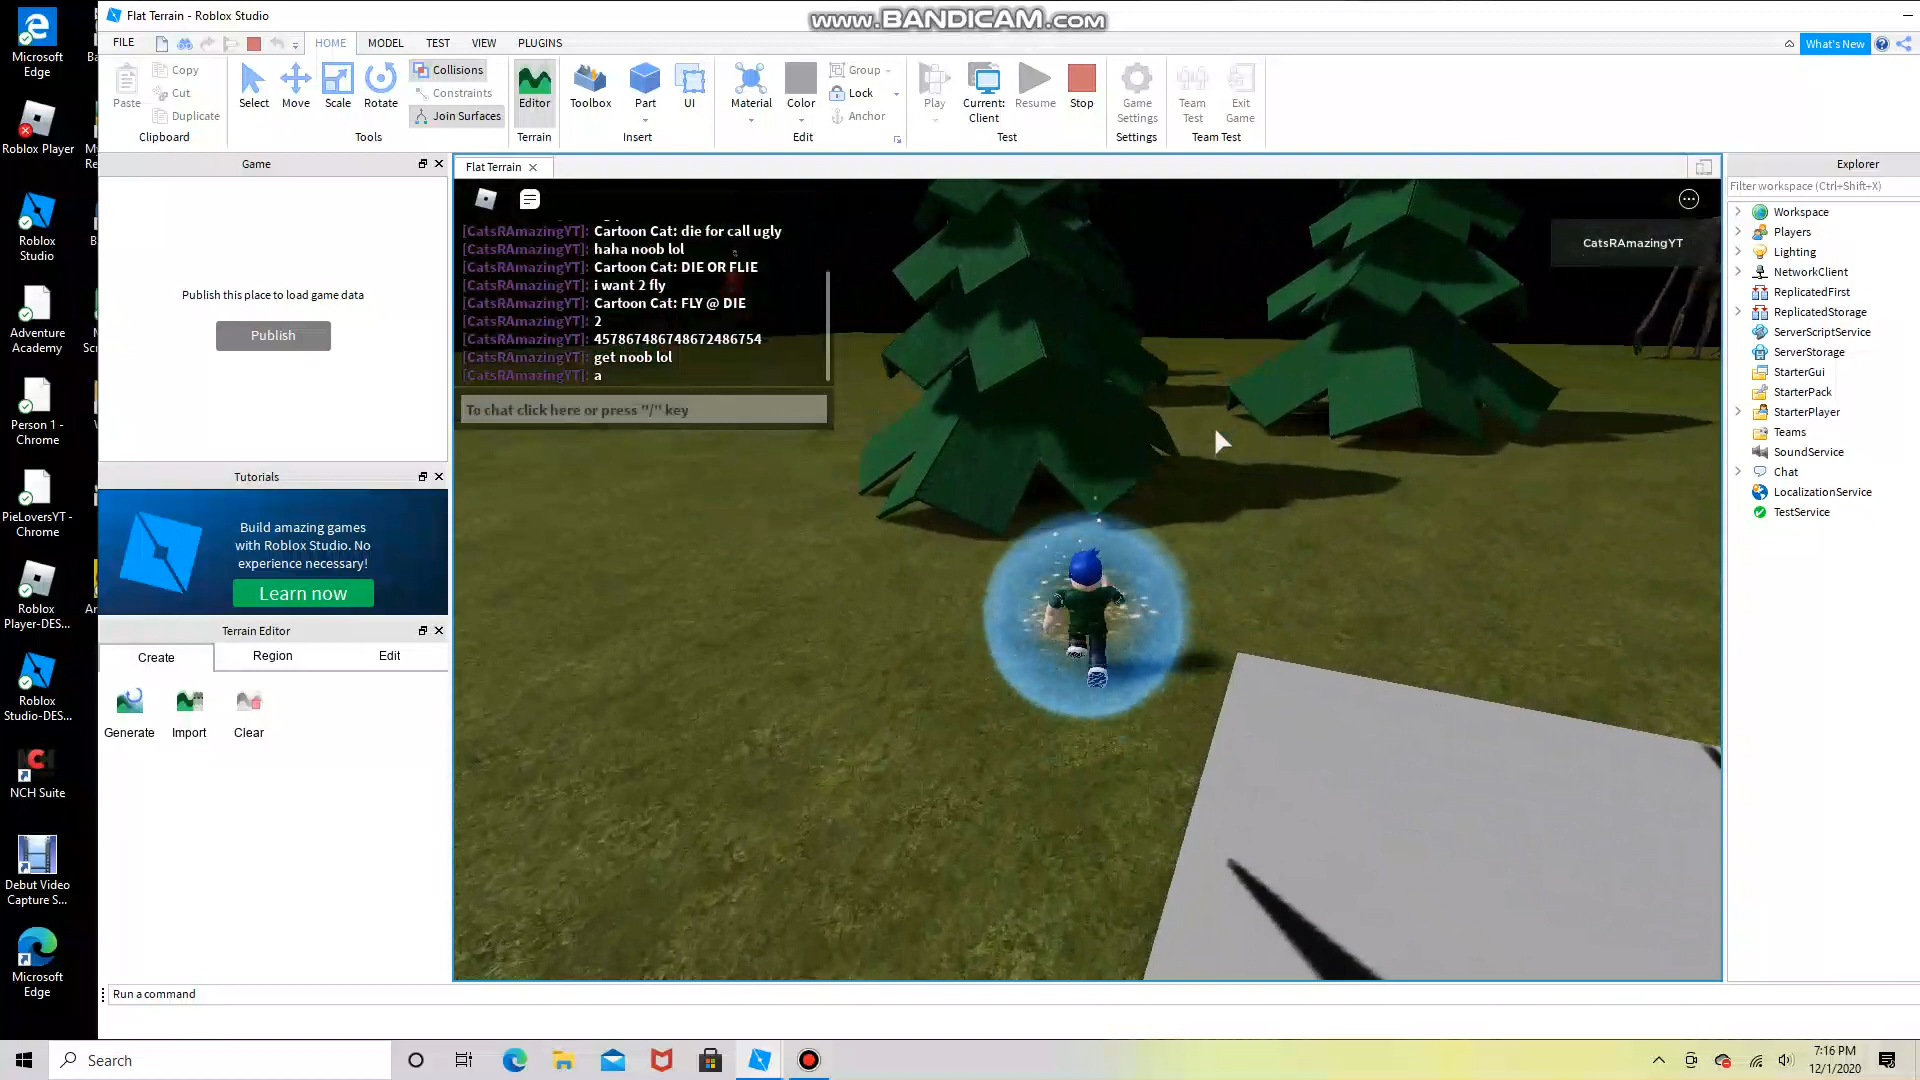 Flat Terrain - Roblox Studio
www.BANDICAM.com
FILE
HOME
MODEL
TEST
VIEW
PLUGINS
What's New
Paste
Copy
Cut
Duplicate
Clipboard
Select
Move
Scale
Rotate
Collisions
Constraints
Join Surfaces
Tools
Editor
Terrain
Toolbox
Part
UI
Insert
Material
Color
Group
Lock
Anchor
Edit
Play
Current:
Client
Resume
Stop
Test
Game
Settings
Settings
Team
Test
Exit
Game
Team Test
Microsoft
Edge
Roblox Player
Roblox
Studio
Adventure
Academy
Person 1 -
Chrome
PieLoversYT -
Chrome
Roblox
Player-DES...
Roblox
Studio-DES...
NCH Suite
Debut Video
Capture S...
Microsoft
Edge
Game
Publish this place to load game data
Publish
Tutorials
Build amazing games
with Roblox Studio. No
experience necessary!
Learn now
Terrain Editor
Create
Region
Edit
Generate
Import
Clear
Flat Terrain
[CatsRAmazingYT]: Cartoon Cat: die for call ugly
[CatsRAmazingYT]: haha noob lol
[CatsRAmazingYT]: Cartoon Cat: DIE OR FLIE
[CatsRAmazingYT]: i want 2 fly
[CatsRAmazingYT]: Cartoon Cat: FLY @ DIE
[CatsRAmazingYT]: 2
[CatsRAmazingYT]: 457867486748672486754
[CatsRAmazingYT]: get noob lol
[CatsRAmazingYT]: a
To chat click here or press "/" key
CatsRAmazingYT
Explorer
Filter workspace (Ctrl+Shift+X)
Workspace
Players
Lighting
NetworkClient
ReplicatedFirst
ReplicatedStorage
ServerScriptService
ServerStorage
StarterGui
StarterPack
StarterPlayer
Teams
SoundService
Chat
LocalizationService
TestService
Run a command
Search
7:16 PM
12/1/2020